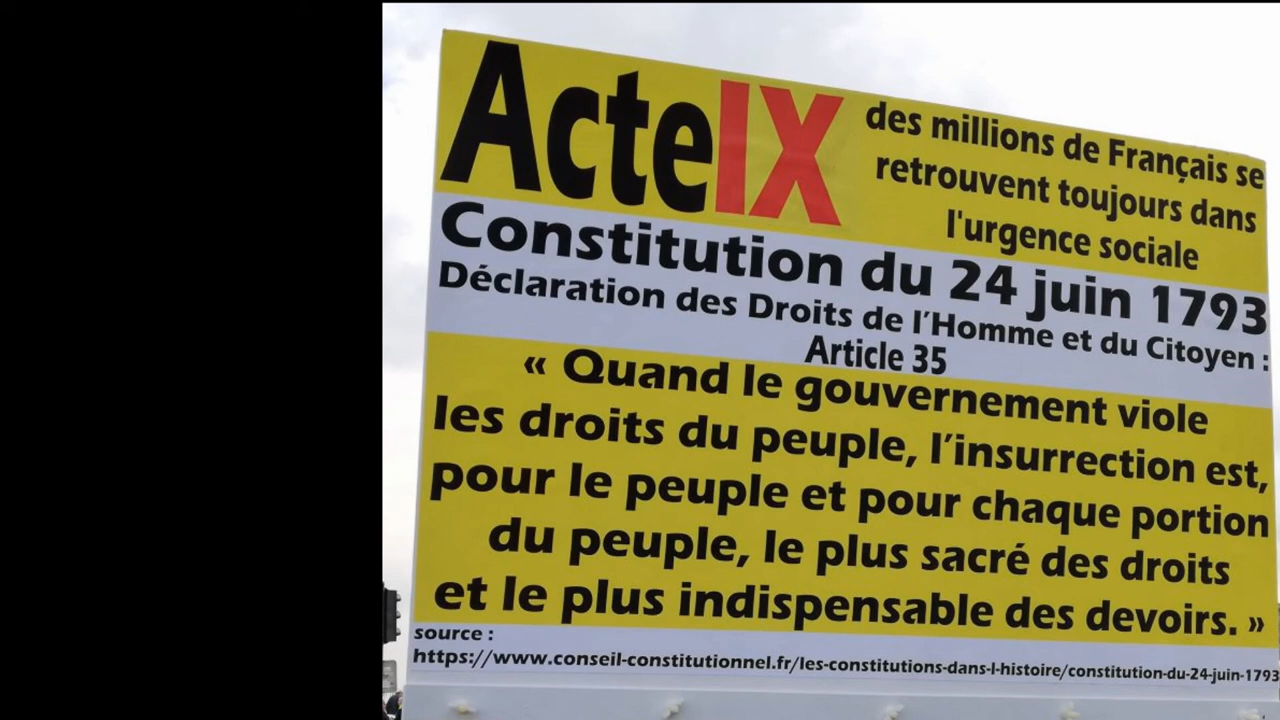 Acte IX
des millions de Français se
retrouvent toujours dans
l'urgence sociale
Constitution du 24 juin 1793
Déclaration des Droits de l’Homme et du Citoyen :
Article 35
« Quand le gouvernement viole
les droits du peuple, l’insurrection est,
pour le peuple et pour chaque portion
du peuple, le plus sacré des droits
et le plus indispensable des devoirs. »
source :
https://www.conseil-constitutionnel.fr/les-constitutions-dans-l-histoire/constitution-du-24-juin-1793